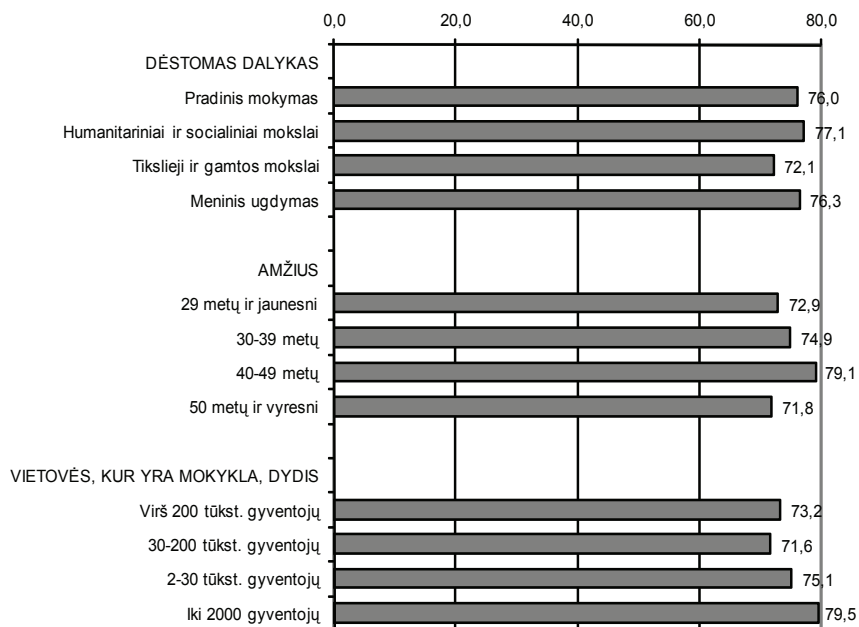 0,0 20,0 40,0 60,0 80,0
DĖSTOMAS DALYKAS
Pradinis mokymas 76,0
Humanitariniai ir socialiniai mokslai 77,1
Tikslieji ir gamtos mokslai 72,1
Meninis ugdymas 76,3
AMŽIUS
29 metų ir jaunesni 72,9
30-39 metų 74,9
40-49 metų 79,1
50 metų ir vyresni 71,8
VIETOVĖS, KUR YRA MOKYKLA, DYDIS
Virš 200 tūkst. gyventojų 73,2
30-200 tūkst. gyventojų 71,6
2-30 tūkst. gyventojų 75,1
Iki 2000 gyventojų 79,5